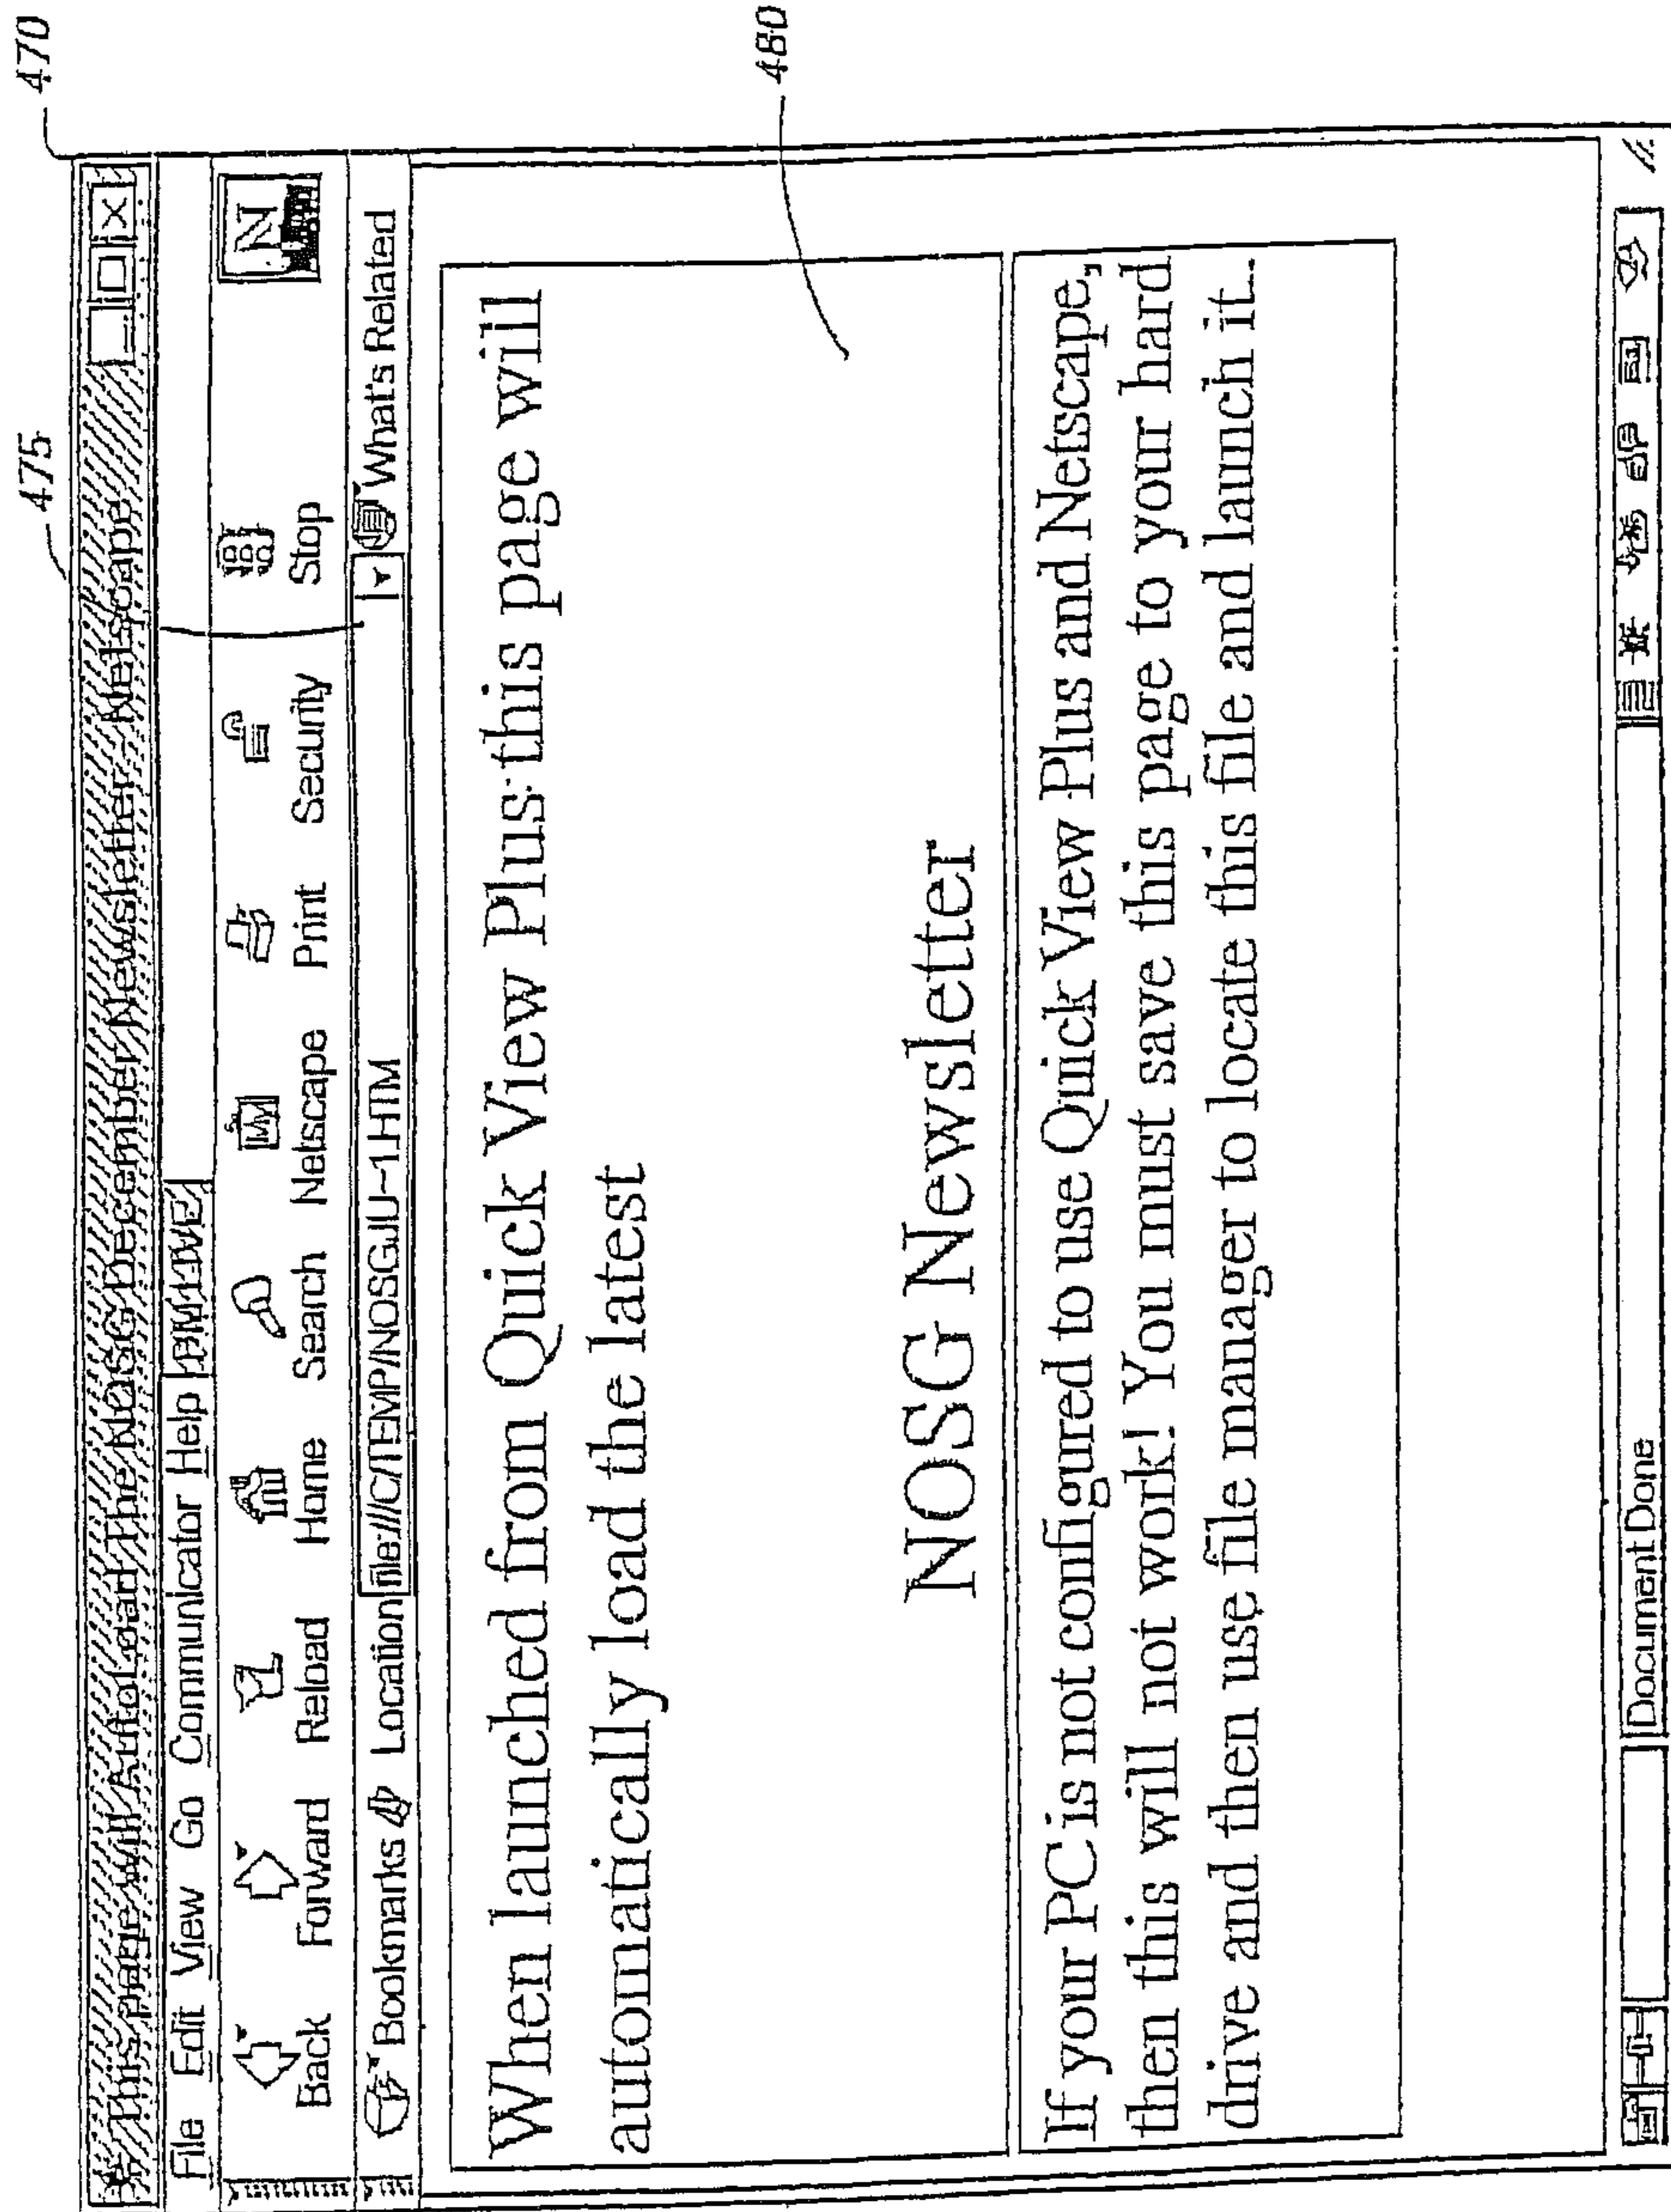 470
475
This page will AutoLoad The NOSG December Newsletter - Netscape
File Edit View Go Communicator Help
Back Forward Reload Home Search Netscape Print Security Stop
N
Bookmarks Location file:///C/TEMP/NOSGJU~1.HTM What's Related
When launched from Quick View Plus this page will
automatically load the latest
480
NOSG Newsletter
If your PC is not configured to use Quick View Plus and Netscape,
then this will not work! You must save this page to your hard
drive and then use file manager to locate this file and launch it.
Document Done